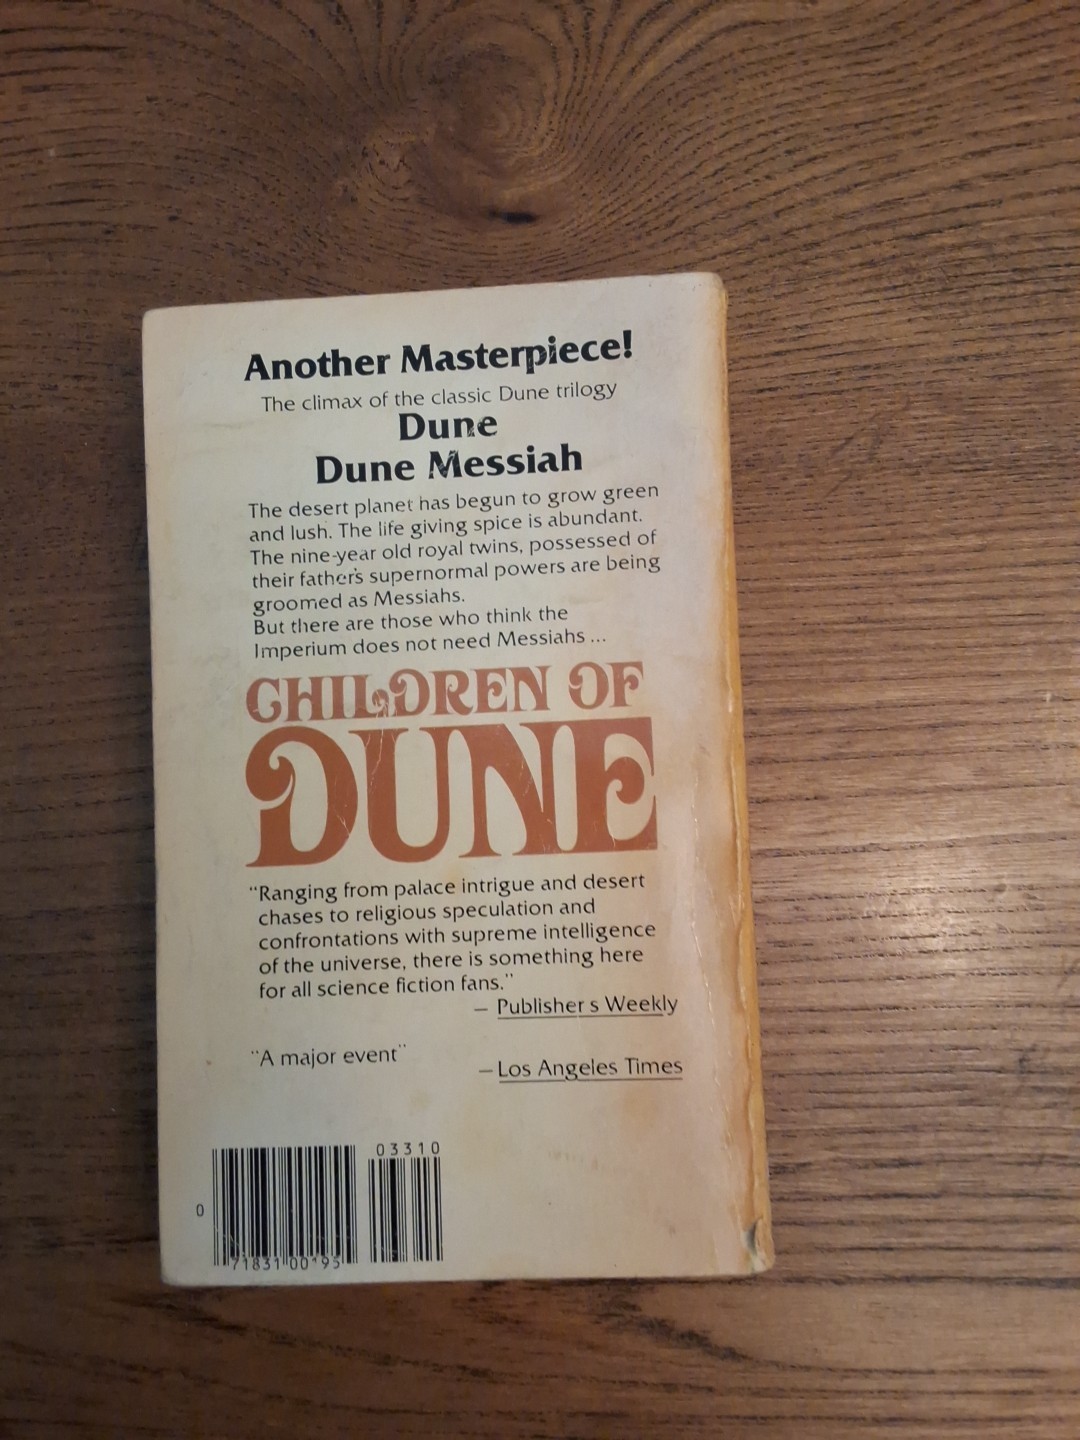 Another Masterpiece!
The climax of the classic Dune trilogy
Dune
Dune Messiah
The desert planet has begun to grow green
and lush. The life giving spice is abundant.
The nine-year old royal twins, possessed of
their father's supernormal powers are being
groomed as Messiahs.
But there are those who think the
Imperium does not need Messiahs ...
CHILDREN OF
DUNE
"Ranging from palace intrigue and desert
chases to religious speculation and
confrontations with supreme intelligence
of the universe, there is something here
for all science fiction fans."
— Publisher s Weekly
"A major event"
— Los Angeles Times
03310
0
71831 00195